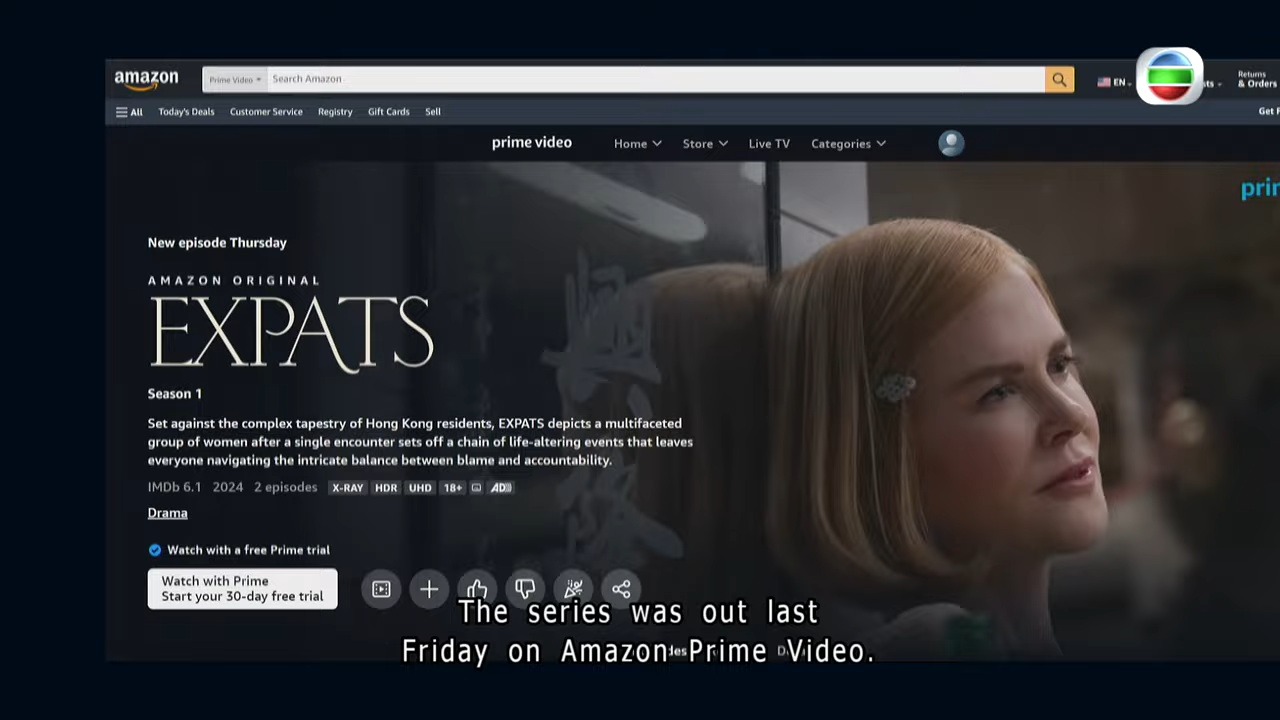 amazon
Prime Video
Search Amazon
EN
Returns
& Orders
All
Today's Deals
Customer Service
Registry
Gift Cards
Sell
Get
prime video
Home
Store
Live TV
Categories
New episode Thursday
AMAZON ORIGINAL
EXPATS
Season 1
Set against the complex tapestry of Hong Kong residents, EXPATS depicts a multifaceted
group of women after a single encounter sets off a chain of life-altering events that leaves
everyone navigating the intricate balance between blame and accountability.
IMDb 6.1 2024 2 episodes X-RAY HDR UHD 18+ AD
Drama
Watch with a free Prime trial
Watch with Prime
Start your 30-day free trial
The series was out last
Friday on Amazon Prime Video.